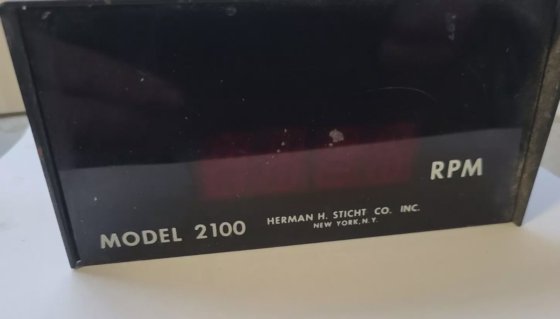 RPM
MODEL 2100
HERMAN H. STICHT CO. INC.
NEW YORK, N.Y.